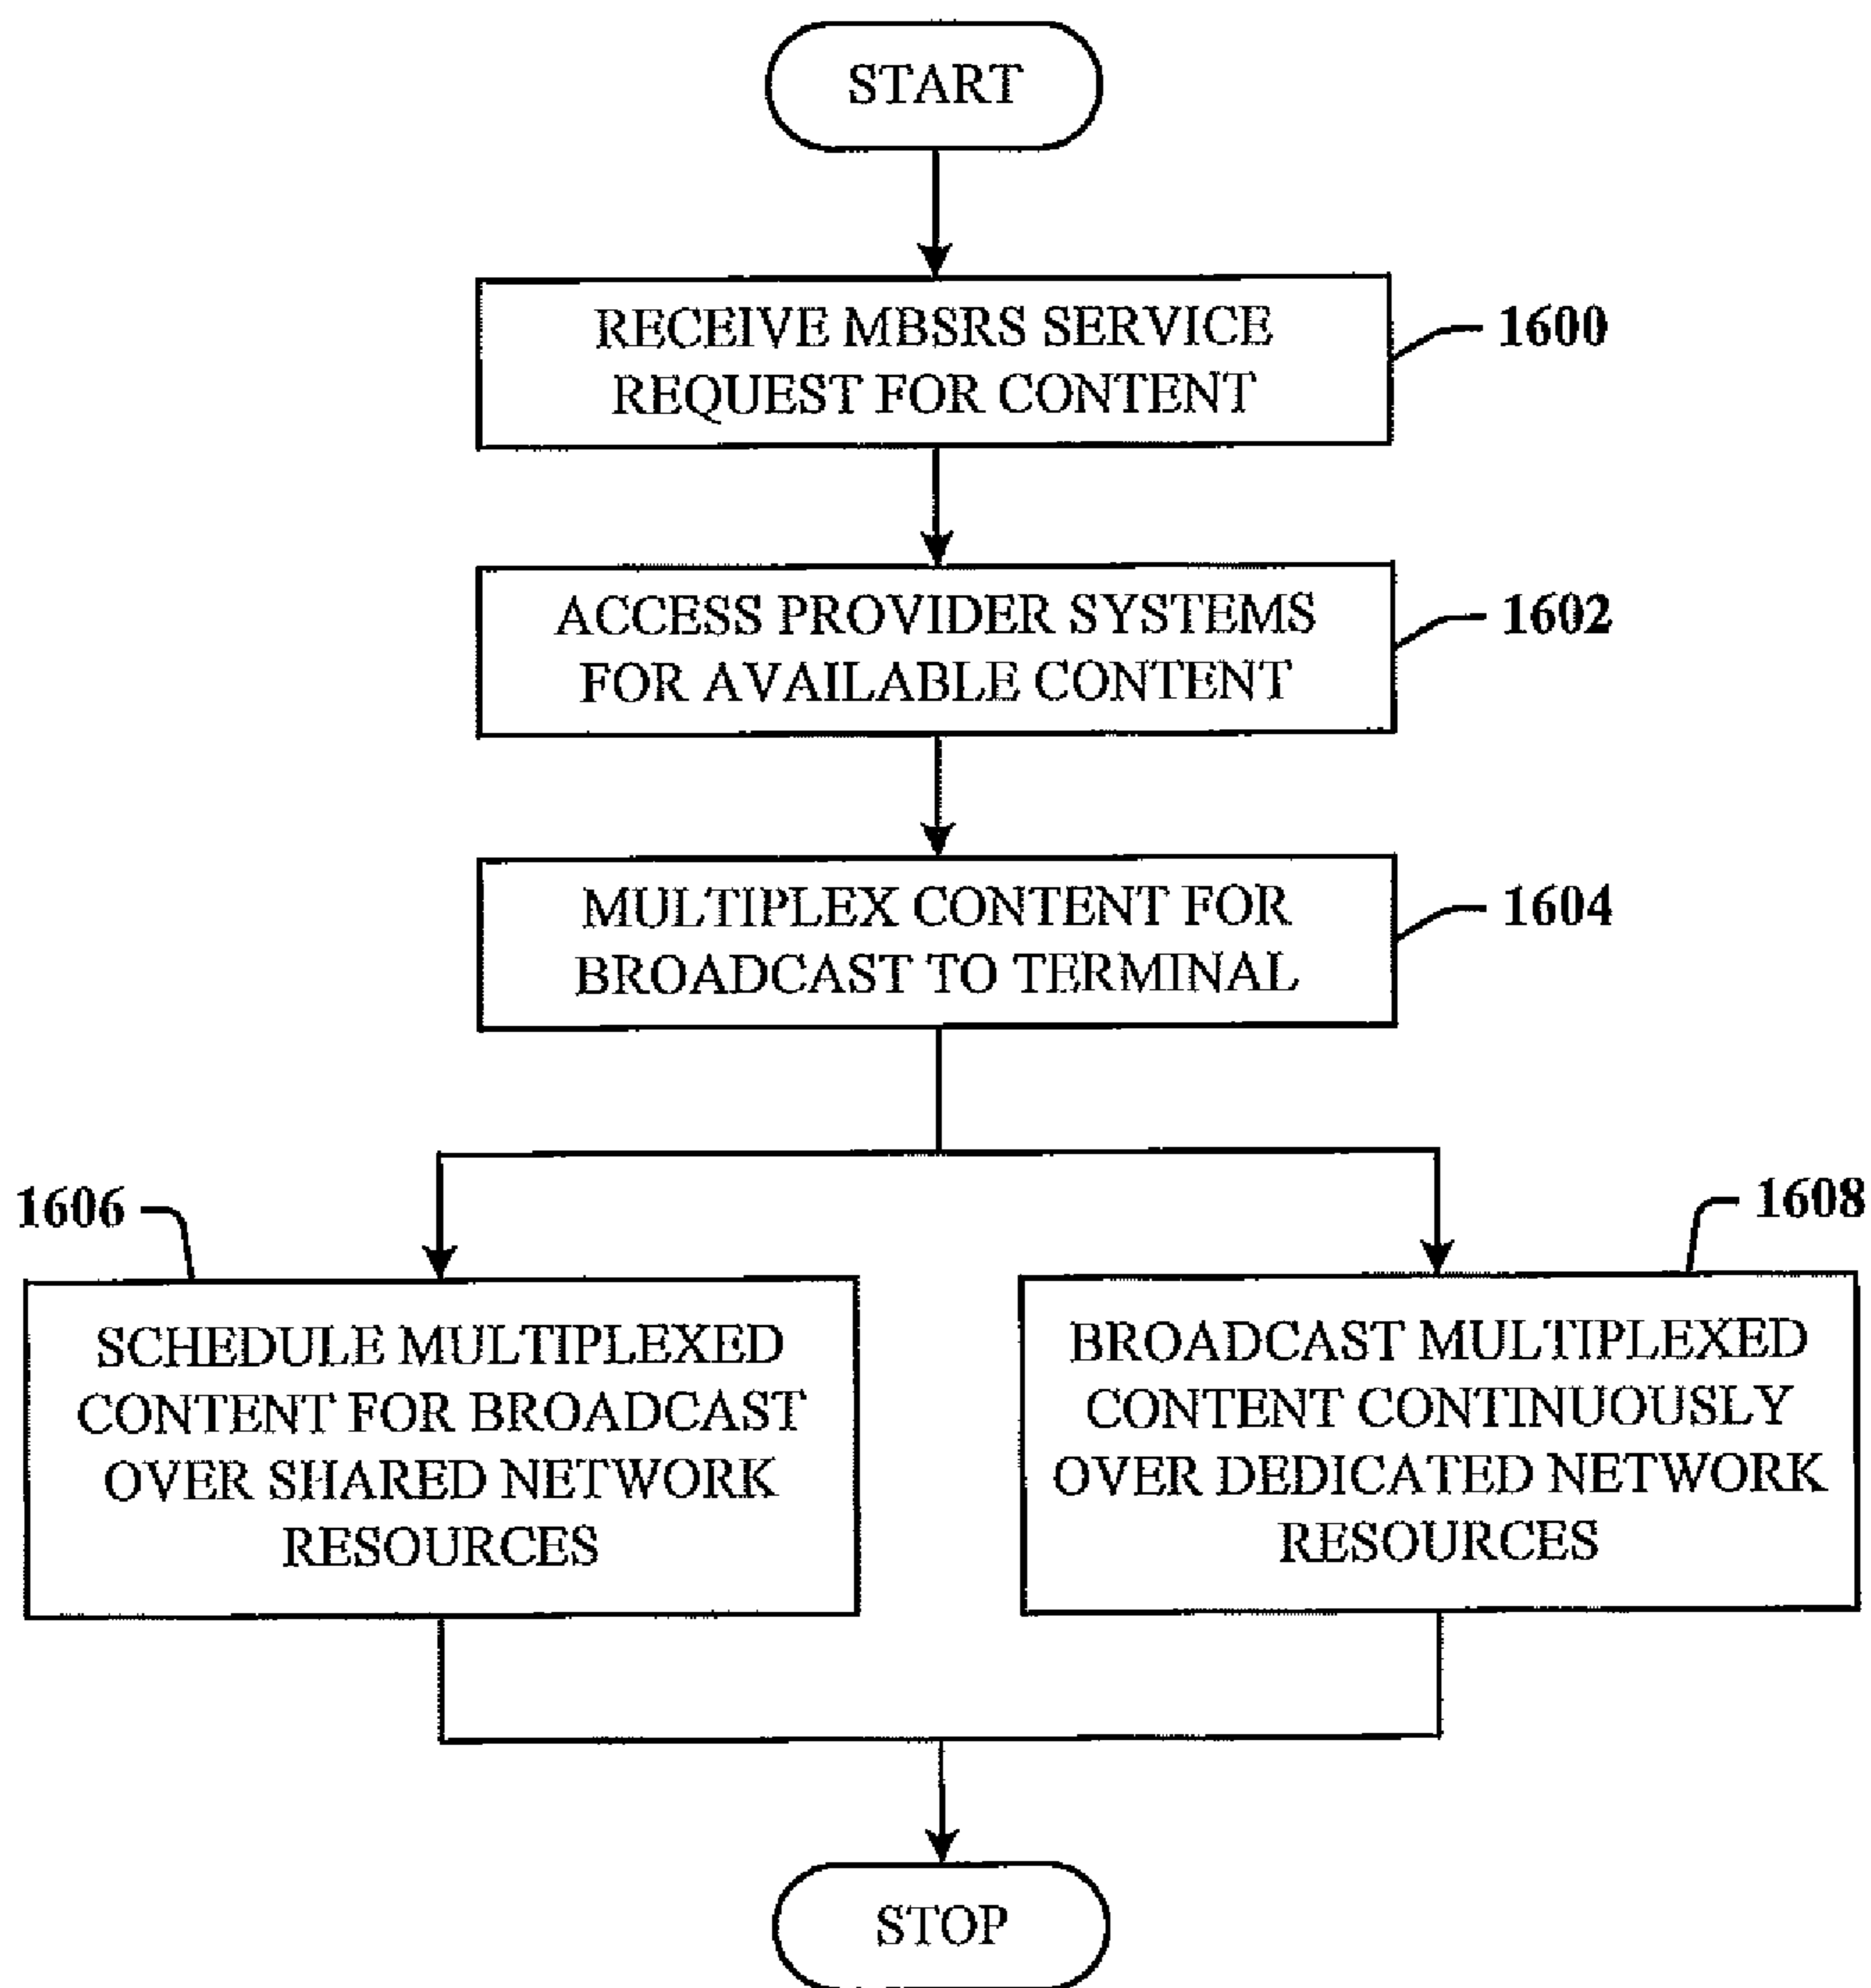 START
RECEIVE MBSRS SERVICE
REQUEST FOR CONTENT
1600
ACCESS PROVIDER SYSTEMS
FOR AVAILABLE CONTENT
1602
MULTIPLEX CONTENT FOR
BROADCAST TO TERMINAL
1604
1606
SCHEDULE MULTIPLEXED
CONTENT FOR BROADCAST
OVER SHARED NETWORK
RESOURCES
1608
BROADCAST MULTIPLEXED
CONTENT CONTINUOUSLY
OVER DEDICATED NETWORK
RESOURCES
STOP